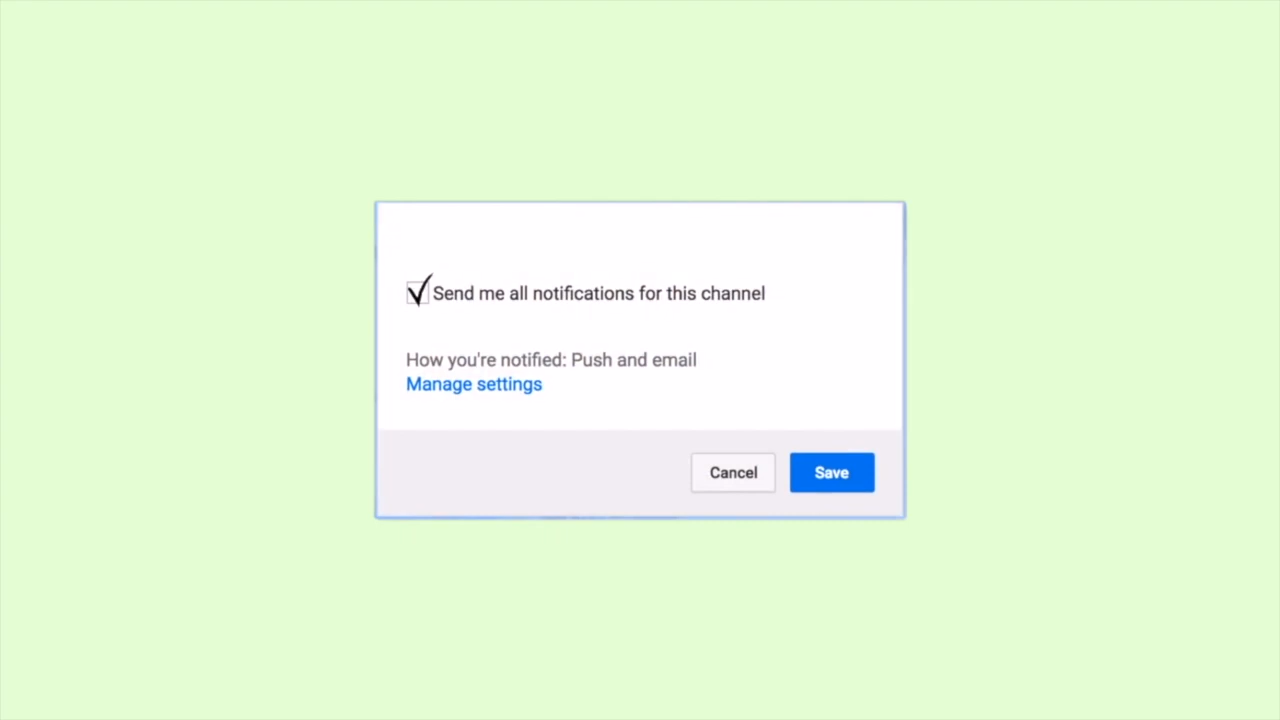 Send me all notifications for this channel
How you're notified: Push and email
Manage settings
Cancel Save